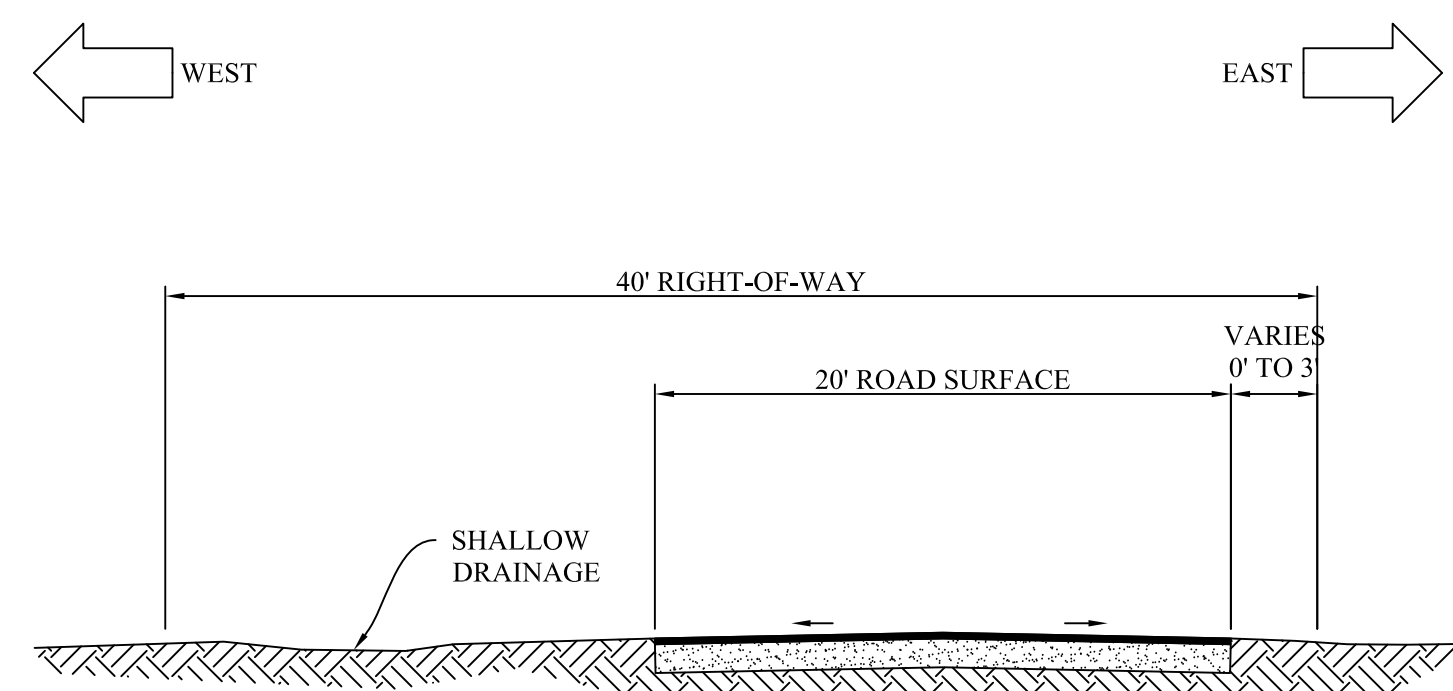 WEST
EAST
40' RIGHT-OF-WAY
VARIES
0' TO 3'
20' ROAD SURFACE
SHALLOW
DRAINAGE